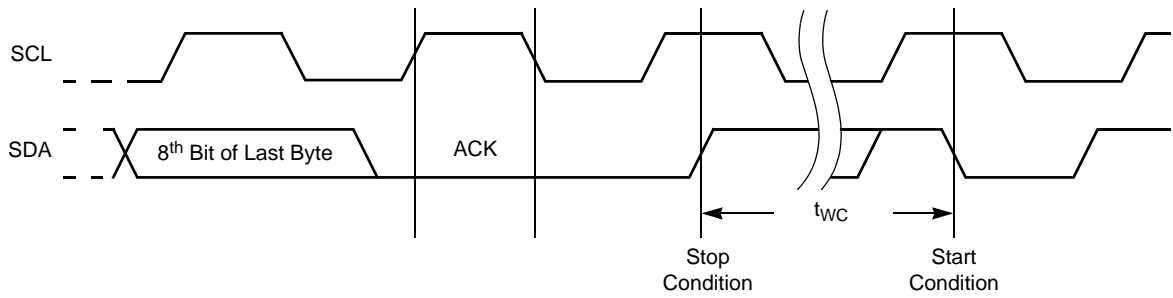 SCL
SDA
8th Bit of Last Byte
ACK
tWC
Stop
Condition
Start
Condition